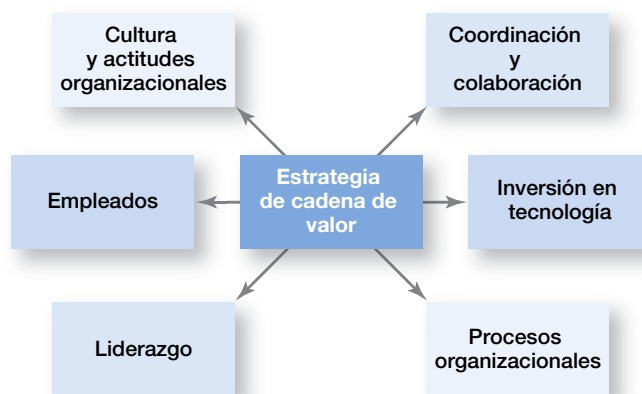 Cultura
y actitudes
organizacionales
Coordinación
y
colaboración
Empleados
Estrategia
de cadena de
valor
Inversión en
tecnología
Liderazgo
Procesos
organizacionales